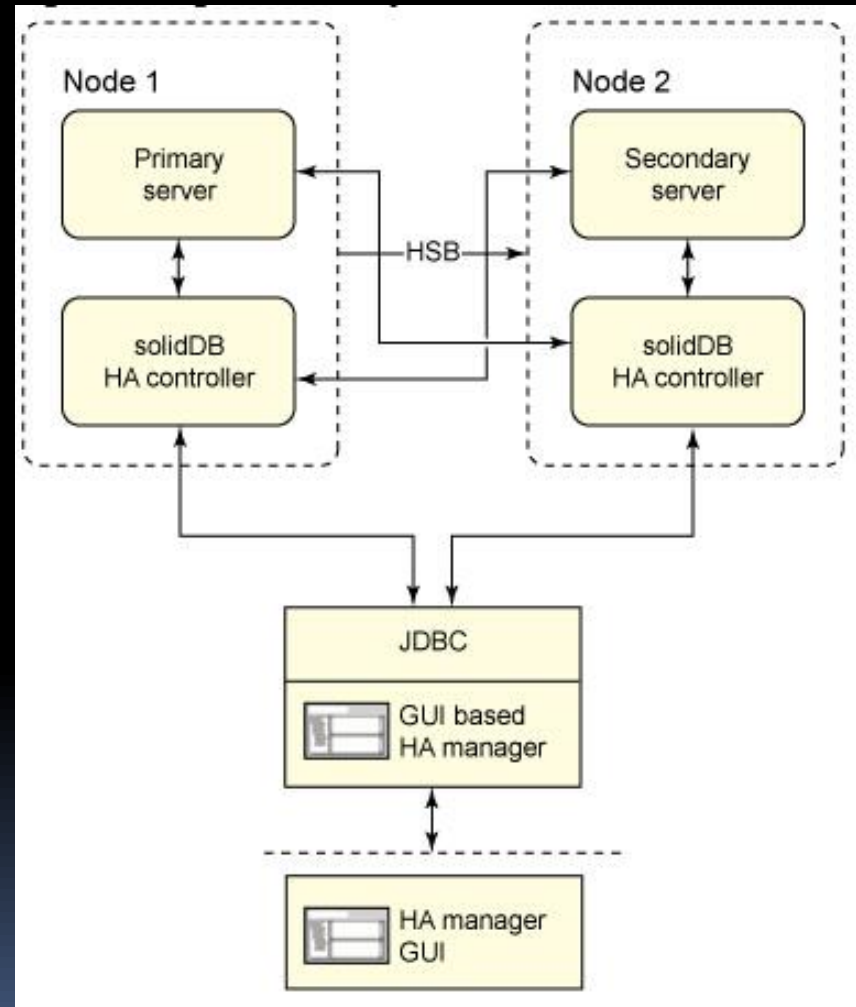 Node 1
Primary
server
solidDB
HA controller
HSB
Node 2
Secondary
server
solidDB
HA controller
JDBC
GUI based
HA manager
HA manager
GUI